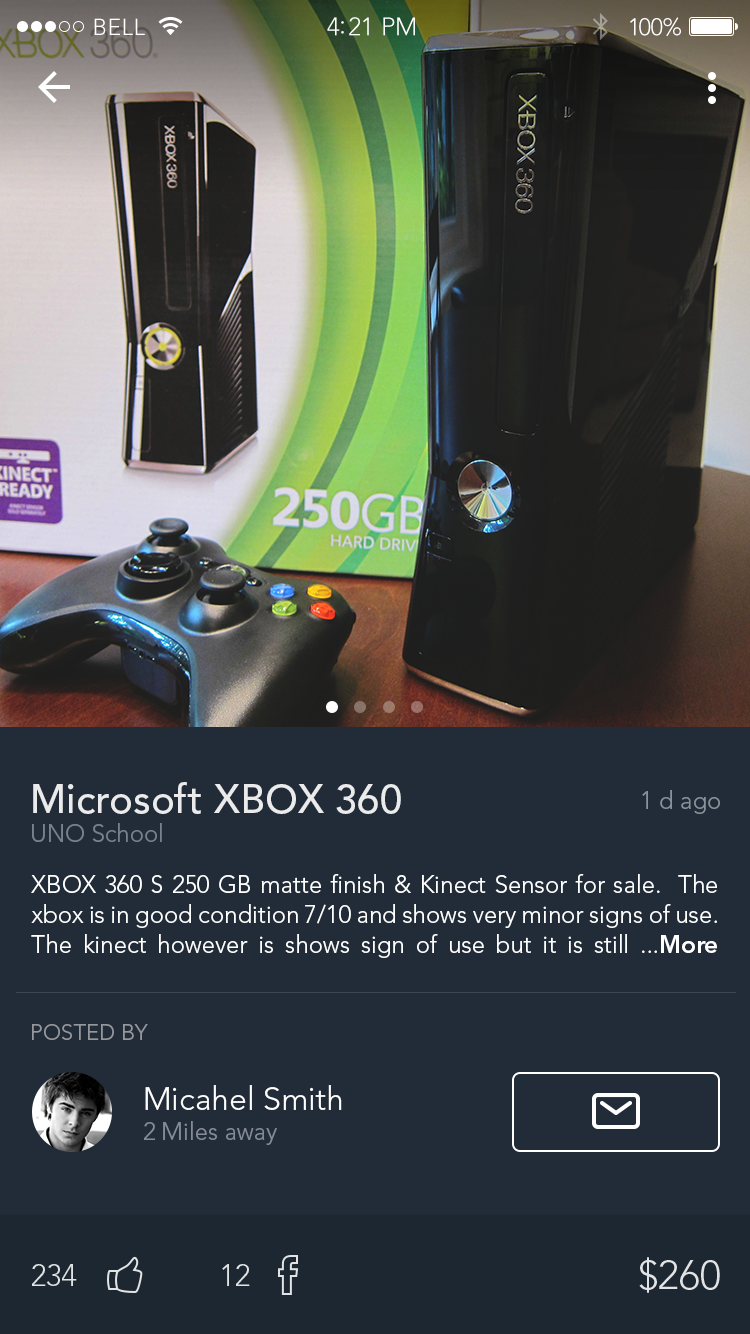 BELL 4:21 PM 100%
XBOX 360
XBOX 360
XBOX 360
KINECT
READY
250GB
HARD DRIV
Microsoft XBOX 360 1 d ago
UNO School
XBOX 360 S 250 GB matte finish & Kinect Sensor for sale. The
xbox is in good condition 7/10 and shows very minor signs of use.
The kinect however is shows sign of use but it is still ...More
POSTED BY
Micahel Smith
2 Miles away
234 12 f $260